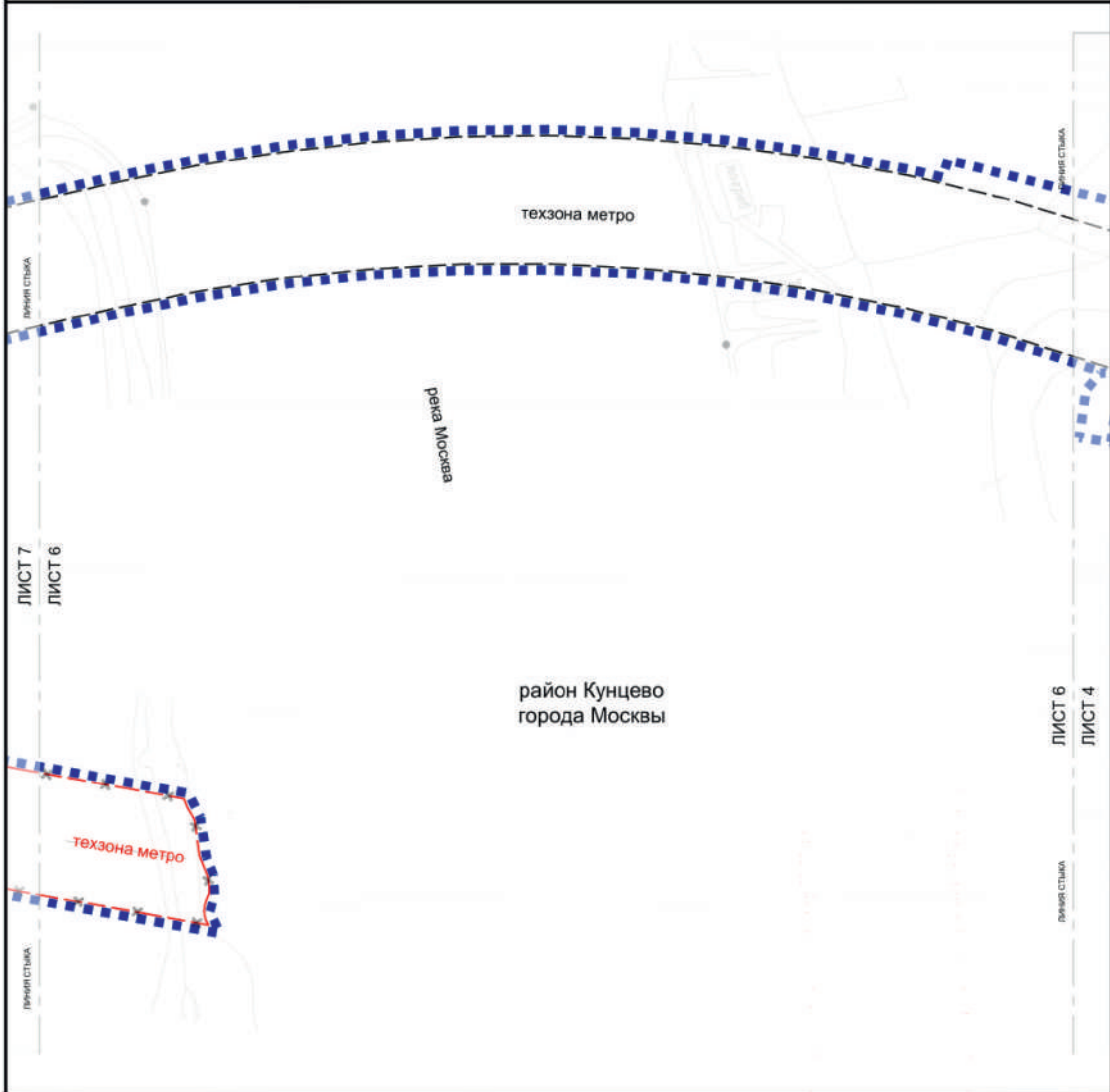 ЛИНИЯ СТЫКА
техзона метро
ЛИНИЯ СТЫКА
река Москва
ЛИСТ 7
ЛИСТ 6
район Кунцево
города Москвы
ЛИСТ 6
ЛИСТ 4
техзона метро
ЛИНИЯ СТЫКА
ЛИНИЯ СТЫКА